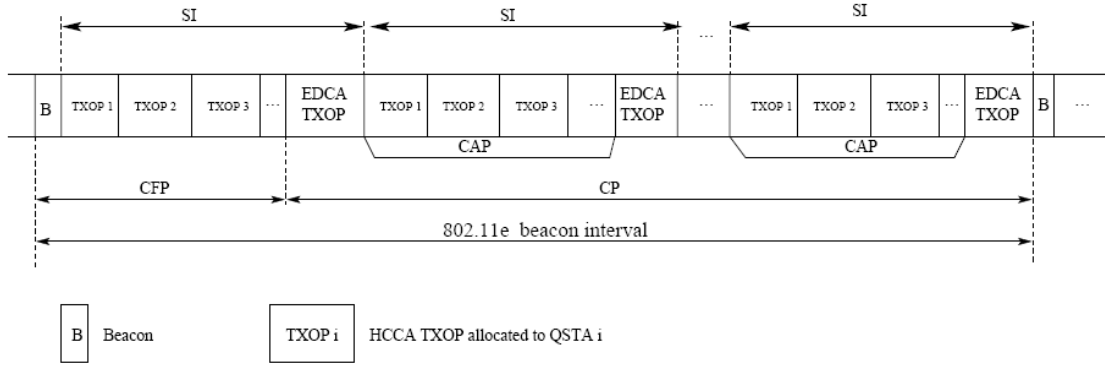 SI SI SI
...
B TXOP 1 TXOP 2 TXOP 3 ... EDCA TXOP TXOP 1 TXOP 2 TXOP 3 ... EDCA TXOP ... TXOP 1 TXOP 2 TXOP 3 ... EDCA TXOP B ...
CAP CAP
CFP CP
802.11e beacon interval
B Beacon TXOP i HCCA TXOP allocated to QSTA i